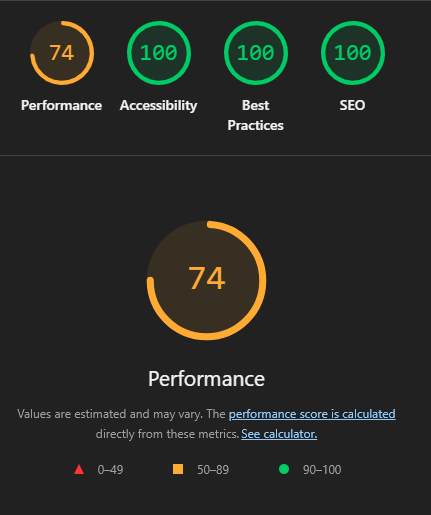 74 100 100 100
Performance Accessibility Best Practices SEO
74
Performance
Values are estimated and may vary. The performance score is calculated
directly from these metrics. See calculator.
0–49 50–89 90–100